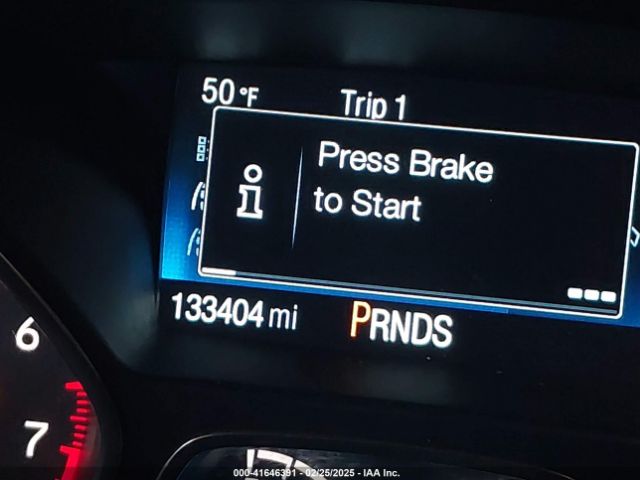 50 °F Trip 1
Press Brake
to Start
i
133404 mi PRNDS
6
7
000-41646391 - 02/25/2025 - IAA Inc.